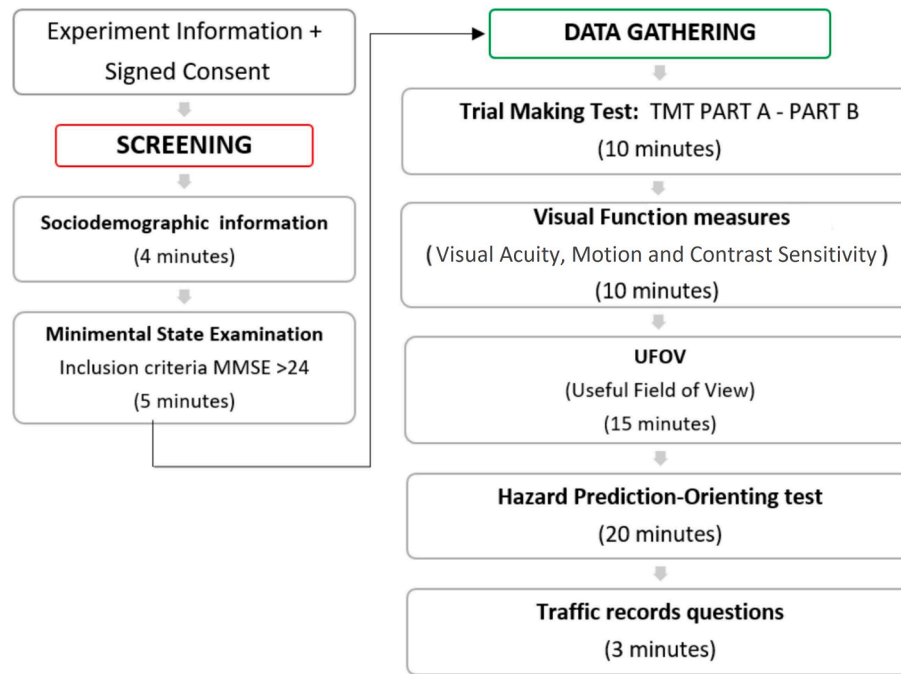 Experiment Information +
Signed Consent
SCREENING
Sociodemographic information
(4 minutes)
Minimental State Examination
Inclusion criteria MMSE >24
(5 minutes)
DATA GATHERING
Trial Making Test: TMT PART A - PART B
(10 minutes)
Visual Function measures
(Visual Acuity, Motion and Contrast Sensitivity)
(10 minutes)
UFOV
(Useful Field of View)
(15 minutes)
Hazard Prediction-Orienting test
(20 minutes)
Traffic records questions
(3 minutes)